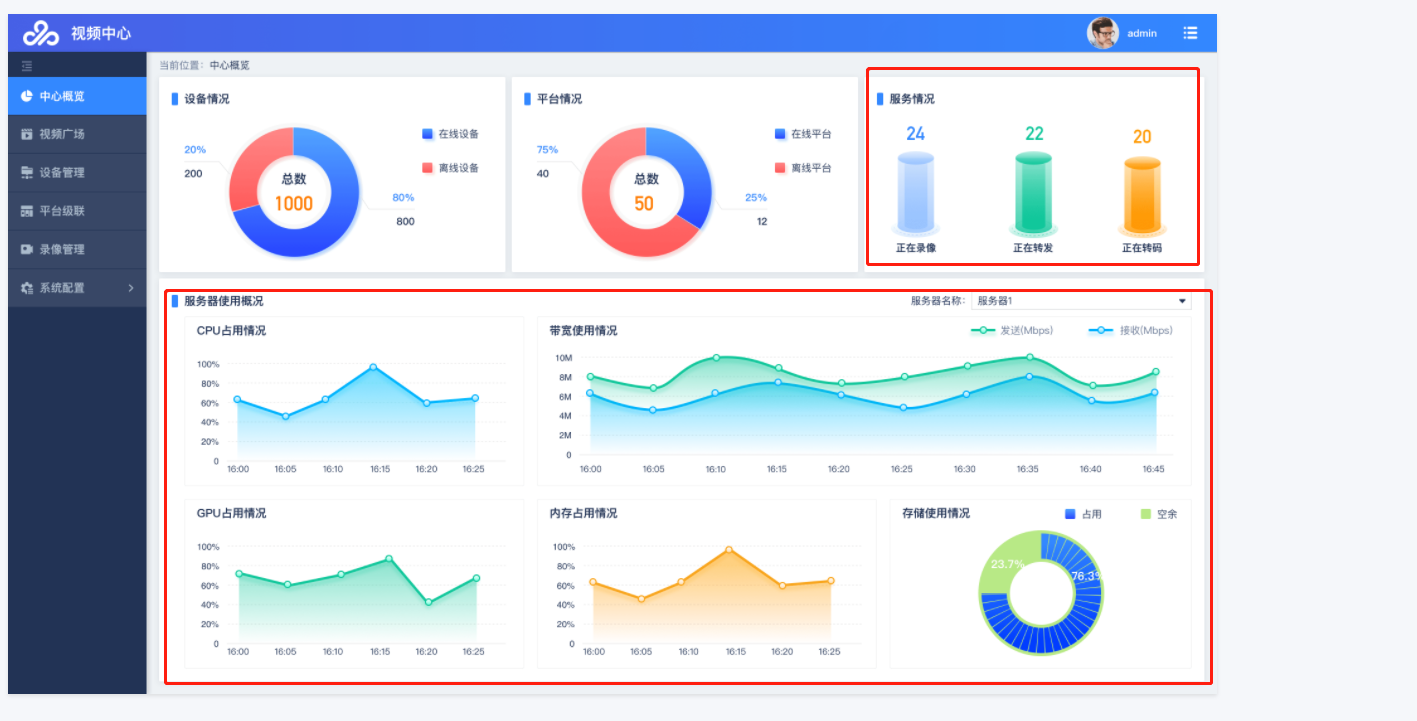 视频中心
admin
当前位置：中心概览
中心概览
视频广场
设备管理
平台级联
录像管理
系统配置
设备情况
在线设备
离线设备
20%
200
总数
1000
80%
800
平台情况
在线平台
离线平台
75%
40
总数
50
25%
12
服务情况
24
22
20
正在录像
正在转发
正在转码
服务器使用概况
服务器名称： 服务器1
CPU占用情况
100%
80%
60%
40%
20%
0
16:00 16:05 16:10 16:15 16:20 16:25
带宽使用情况
发送(Mbps) 接收(Mbps)
10M
8M
6M
4M
2M
0
16:00 16:05 16:10 16:15 16:20 16:25 16:30 16:35 16:40 16:45
GPU占用情况
100%
80%
60%
40%
20%
0
16:00 16:05 16:10 16:15 16:20 16:25
内存占用情况
100%
80%
60%
40%
20%
0
16:00 16:05 16:10 16:15 16:20 16:25
存储使用情况
占用 空余
23.7%
76.3%